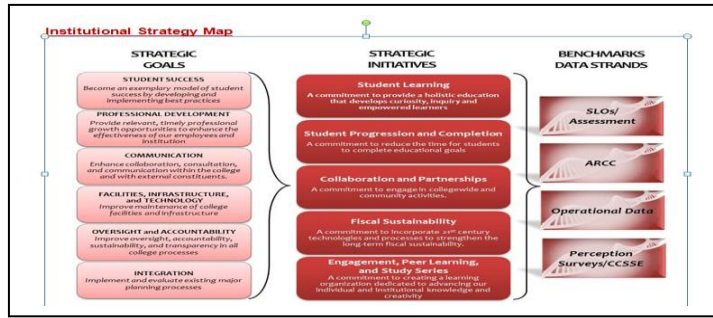 Institutional Strategy Map
STRATEGIC
GOALS
STUDENT SUCCESS
Become an exemplary model of student
success by developing and
implementing best practices
PROFESSIONAL DEVELOPMENT
Provide relevant, timely professional
growth opportunities to enhance the
effectiveness of our employees and
institution
COMMUNICATION
Enhance collaboration, consultation,
and communication within the college
and with external constituents.
FACILITIES, INFRASTRUCTURE,
and TECHNOLOGY
Improve maintenance of college
facilities and infrastructure
OVERSIGHT and ACCOUNTABILITY
Improve oversight, accountability,
sustainability, and transparency in all
college processes
INTEGRATION
Implement and evaluate existing major
planning processes
STRATEGIC
INITIATIVES
Student Learning
A commitment to provide a holistic education
that develops curiosity, inquiry and
empowered learners
Student Progression and Completion
A commitment to reduce the time for students
to complete educational goals
Collaboration and Partnerships
A commitment to engage in collegewide and
community activities.
Fiscal Sustainability
A commitment to incorporate 21st century
technologies and processes to strengthen the
long-term fiscal sustainability.
Engagement, Peer Learning,
and Study Series
A commitment to creating a learning
organization dedicated to advancing our
individual and institutional knowledge and
creativity
BENCHMARKS
DATA STRANDS
SLOs/
Assessment
ARCC
Operational Data
Perception
Surveys/CCSSE